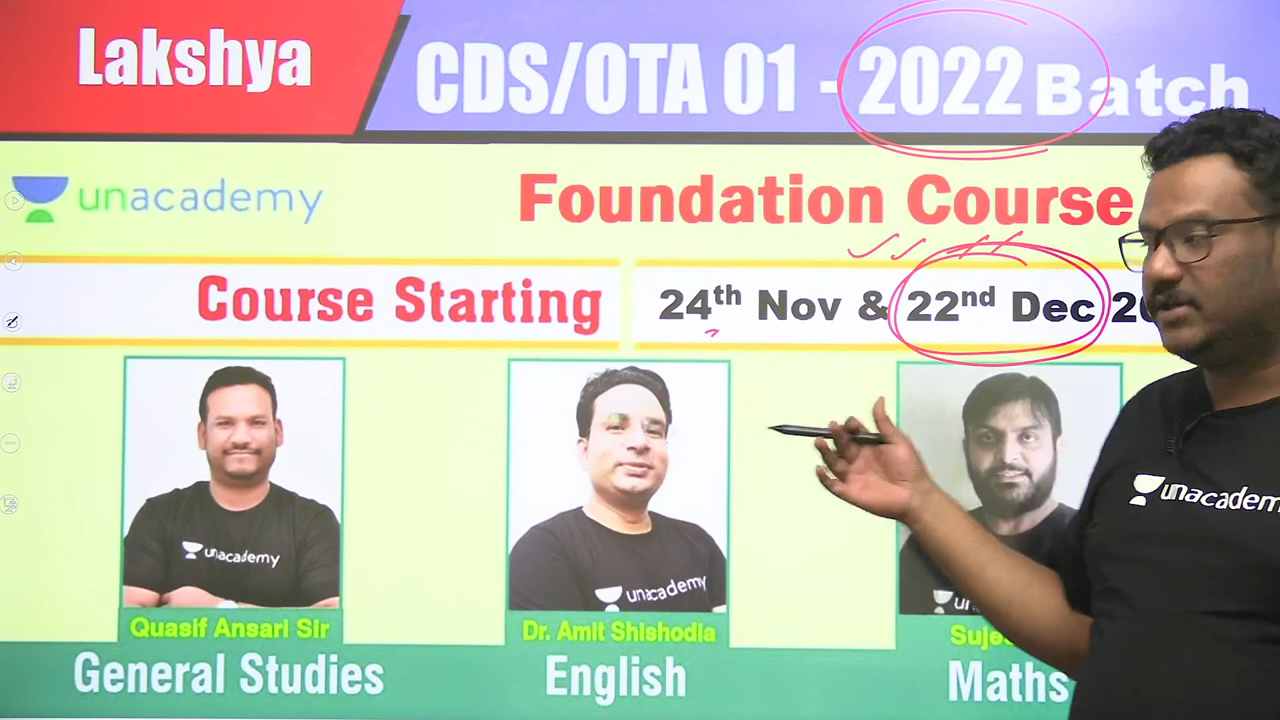 Lakshya
CDS/OTA 01 - 2022 Batch
unacademy
Foundation Course
Course Starting
24th Nov & 22nd Dec
unacademy
unacademy
unacademy
Quasif Ansari Sir
Dr. Amit Shishodia
General Studies
English
Maths